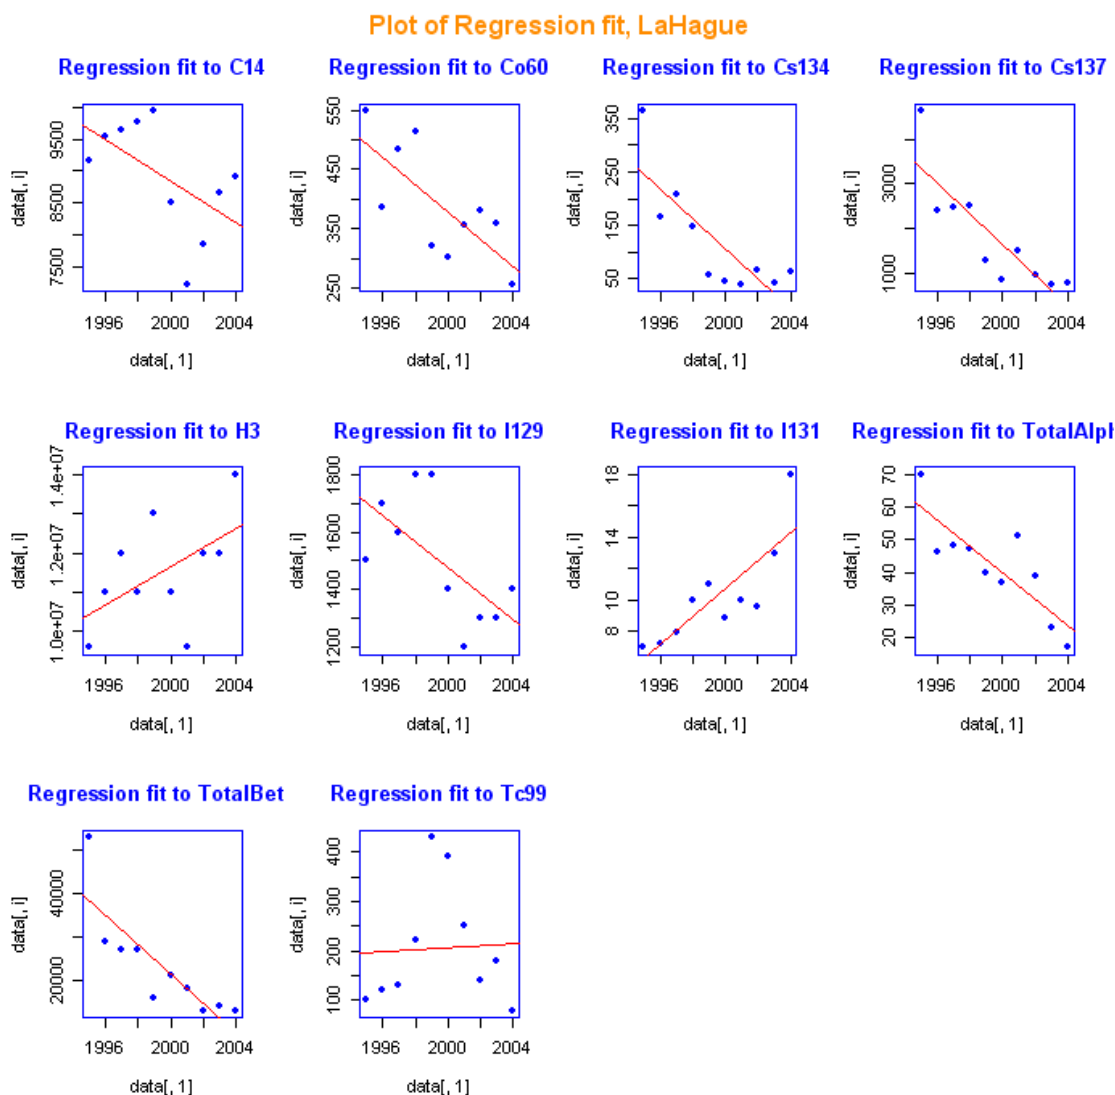 Plot of Regression fit, LaHague
Regression fit to C14
data[, i]
7500 8500 9500
1996 2000 2004
data[, 1]
Regression fit to Co60
data[, i]
250 350 450 550
1996 2000 2004
data[, 1]
Regression fit to Cs134
data[, i]
50 150 250 350
1996 2000 2004
data[, 1]
Regression fit to Cs137
data[, i]
1000 3000
1996 2000 2004
data[, 1]
Regression fit to H3
data[, i]
1.0e+07 1.2e+07 1.4e+07
1996 2000 2004
data[, 1]
Regression fit to I129
data[, i]
1200 1400 1600 1800
1996 2000 2004
data[, 1]
Regression fit to I131
data[, i]
8 10 14 18
1996 2000 2004
data[, 1]
Regression fit to TotalAlph
data[, i]
20 30 40 50 60 70
1996 2000 2004
data[, 1]
Regression fit to TotalBet
data[, i]
20000 40000
1996 2000 2004
data[, 1]
Regression fit to Tc99
data[, i]
100 200 300 400
1996 2000 2004
data[, 1]